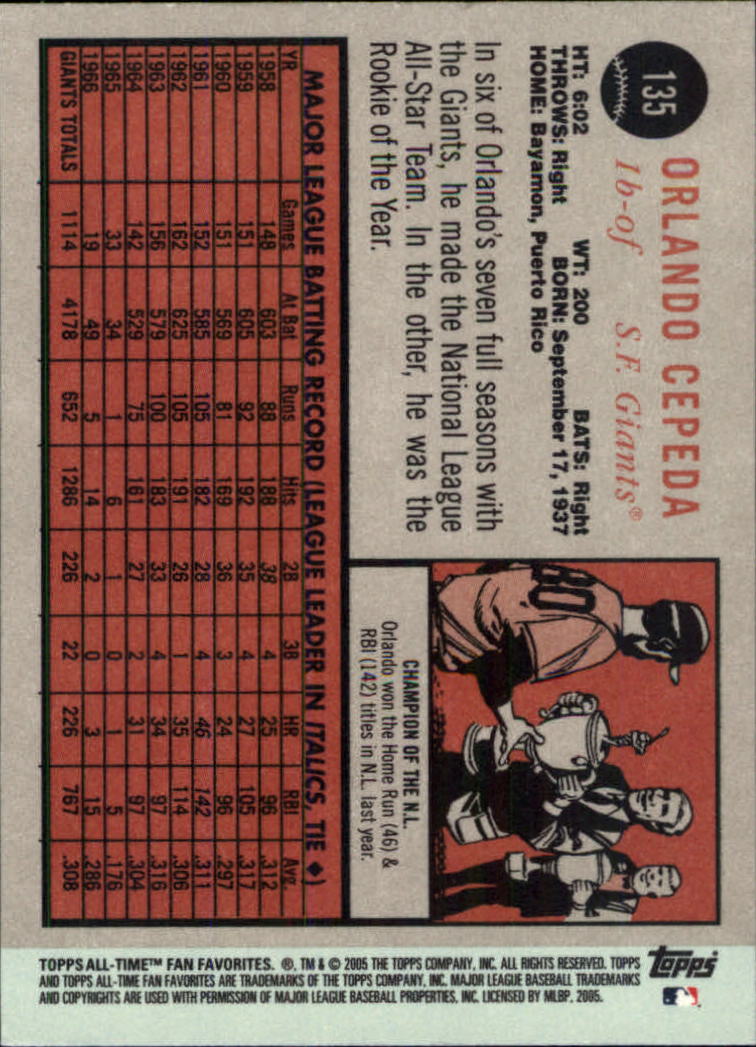 135
ORLANDO CEPEDA
1b-of S.F. Giants®
HT: 6:02 WT: 200 BATS: Right
THROWS: Right BORN: September 17, 1937
HOME: Bayamon, Puerto Rico
In six of Orlando's seven full seasons with
the Giants, he made the National League
All-Star Team. In the other, he was the
Rookie of the Year.
80
CHAMPION OF THE N.L.
Orlando won the Home Run (46) &
RBI (142) titles in N.L. last year.
MAJOR LEAGUE BATTING RECORD (LEAGUE LEADER IN ITALICS, TIE ◆)
YR Games At Bat Runs Hits 2B 3B HR RBI Avg.
1958 148 603 88 188 38 4 25 96 .312
1959 151 605 92 192 35 4 27 105 .317
1960 151 569 81 169 36 3 24 96 .297
1961 152 585 105 182 28 4 46 142 .311
1962 162 625 105 191 26 1 35 114 .306
1963 156 579 100 183 33 4 34 97 .316
1964 142 529 75 161 27 2 31 97 .304
1965 33 34 1 6 1 0 1 5 .176
1966 19 49 5 14 2 0 3 15 .286
GIANTS TOTALS 1114 4178 652 1286 226 22 226 767 .308
TOPPS ALL-TIME™ FAN FAVORITES. ®, TM & © 2005 THE TOPPS COMPANY, INC. ALL RIGHTS RESERVED. TOPPS
AND TOPPS ALL-TIME FAN FAVORITES ARE TRADEMARKS OF THE TOPPS COMPANY, INC. MAJOR LEAGUE BASEBALL TRADEMARKS
AND COPYRIGHTS ARE USED WITH PERMISSION OF MAJOR LEAGUE BASEBALL PROPERTIES, INC. LICENSED BY MLBP, 2005.
topps